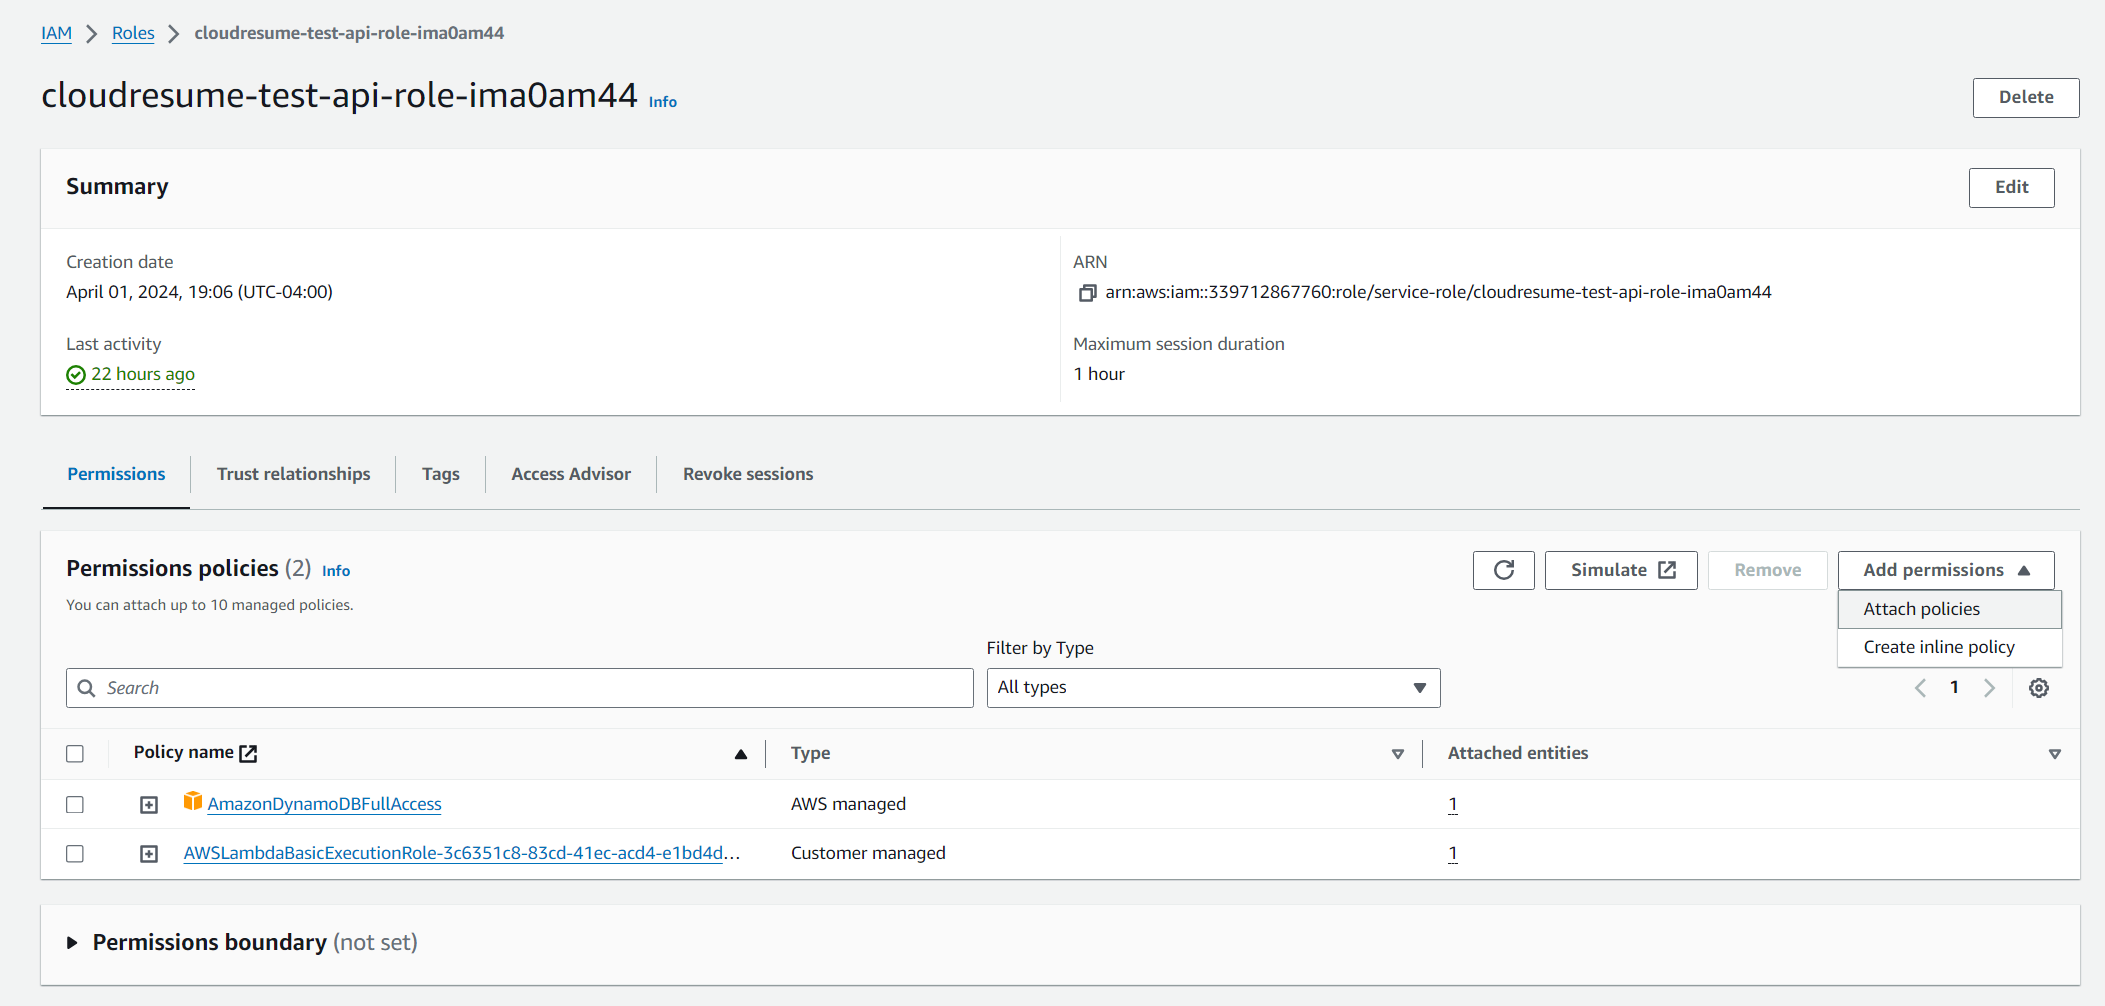 IAM > Roles > cloudresume-test-api-role-ima0am44
cloudresume-test-api-role-ima0am44 Info
Delete
Summary
Edit
Creation date
April 01, 2024, 19:06 (UTC-04:00)
ARN
arn:aws:iam::339712867760:role/service-role/cloudresume-test-api-role-ima0am44
Last activity
22 hours ago
Maximum session duration
1 hour
Permissions
Trust relationships
Tags
Access Advisor
Revoke sessions
Permissions policies (2) Info
You can attach up to 10 managed policies.
Simulate
Remove
Add permissions
Attach policies
Create inline policy
Filter by Type
Search
All types
1
Policy name
Type
Attached entities
AmazonDynamoDBFullAccess
AWS managed
1
AWSLambdaBasicExecutionRole-3c6351c8-83cd-41ec-acd4-e1bd4d...
Customer managed
1
Permissions boundary (not set)